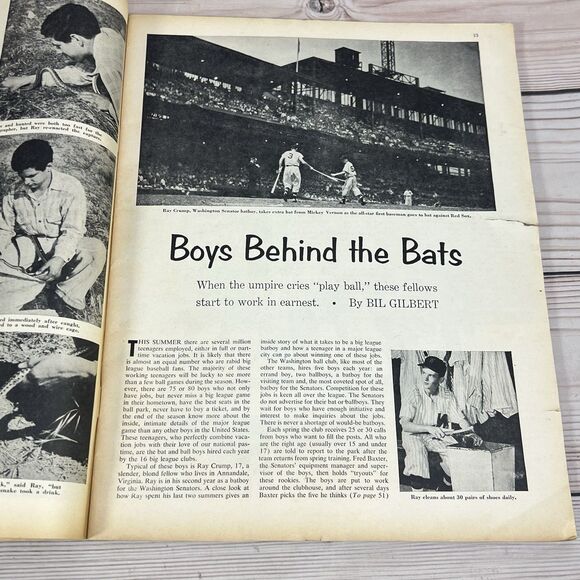 e and hunted were both too fast for the
grapher, but Ray re-enacted the capture.
ed immediately after caught,
ed to a wood and wire cage,
k," said Ray, "but
snake took a drink.
13
Ray Crump, Washington Senator batboy, takes extra bat from Mickey Vernon as the all-star first baseman goes to bat against Red Sox.
Boys Behind the Bats
When the umpire cries "play ball," these fellows
start to work in earnest. • By BIL GILBERT
THIS SUMMER there are several million
teenagers employed, either in full or part-
time vacation jobs. It is likely that there
is almost an equal number who are rabid big
league baseball fans. The majority of these
working teenagers will be lucky to see more
than a few ball games during the season. How-
ever, there are 75 or 80 boys who not only
have jobs, but never miss a big league game
in their hometown, have the best seats in the
ball park, never have to buy a ticket, and by
the end of the season know more about the
inside, intimate details of the major league
game than any other boys in the United States.
These teenagers, who perfectly combine vaca-
tion jobs with their love of our national pas-
time, are the bat and ball boys hired each year
by the 16 big league clubs.
Typical of these boys is Ray Crump, 17, a
slender, blond fellow who lives in Annandale,
Virginia. Ray is in his second year as a batboy
for the Washington Senators. A close look at
how Ray spent his last two summers gives an
inside story of what it takes to be a big league
batboy and how a teenager in a major league
city can go about winning one of these jobs.
The Washington ball club, like most of the
other teams, hires five boys each year: an
errand boy, two ballboys, a batboy for the
visiting team and, the most coveted spot of all,
batboy for the Senators. Competition for these
jobs is keen all over the league. The Senators
do not advertise for their bat or ballboys. They
wait for boys who have enough initiative and
interest to make inquiries about the jobs.
There is never a shortage of would-be batboys.
Each spring the club receives 25 or 30 calls
from boys who want to fill the posts. All who
are the right age (usually over 15 and under
17) are told to report to the park after the
team returns from spring training. Fred Baxter,
the Senators' equipment manager and super-
visor of the boys, then holds "tryouts" for
these rookies. The boys are put to work
around the clubhouse, and after several days
Baxter picks the five he thinks (To page 51)
Ray cleans about 30 pairs of shoes daily.